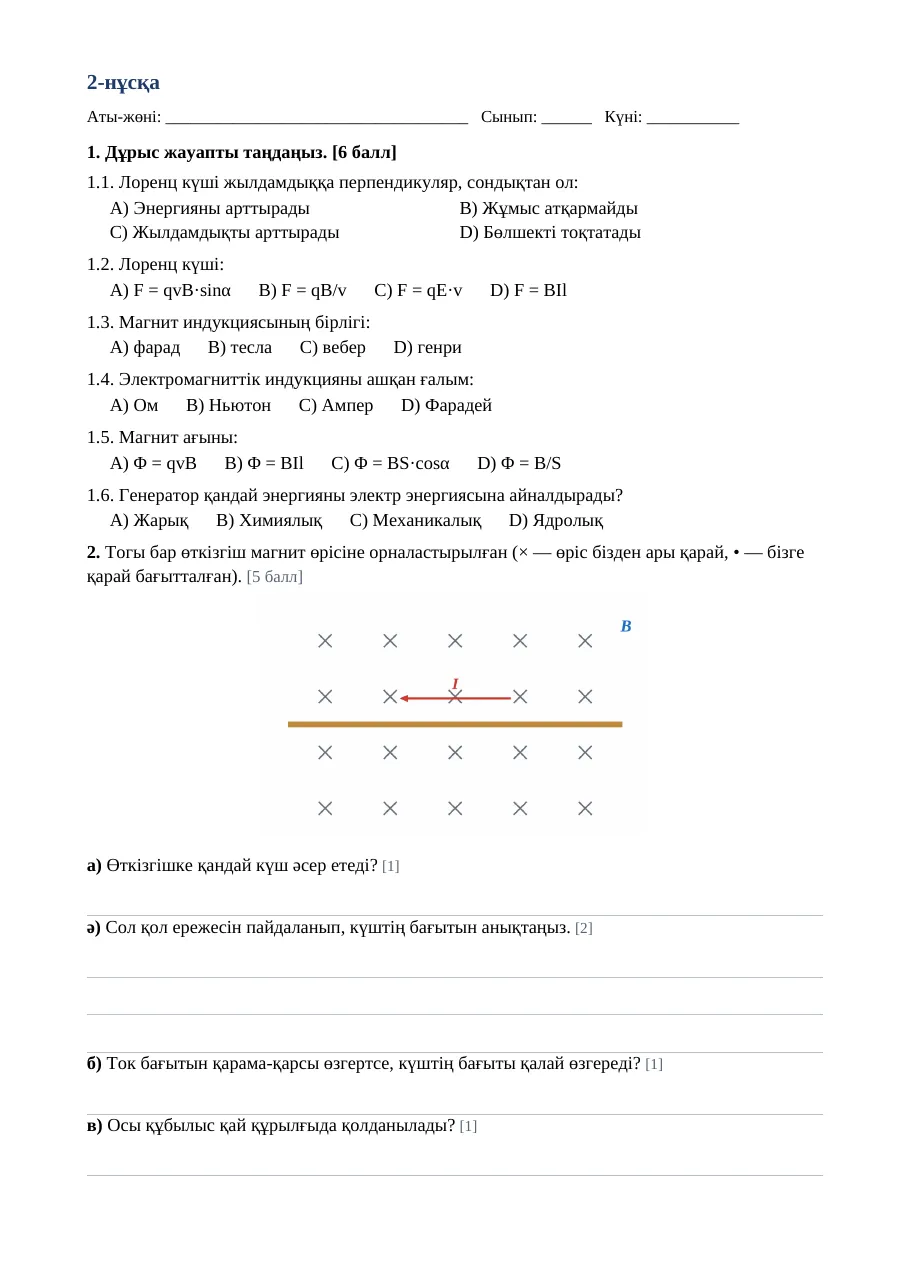 2-нұсқа
Аты-жөні: ____________________________________ Сынып: ______ Күні: ___________
1. Дұрыс жауапты таңдаңыз. [6 балл]
1.1. Лоренц күші жылдамдыққа перпендикуляр, сондықтан ол:
A) Энергияны арттырады B) Жұмыс атқармайды
C) Жылдамдықты арттырады D) Бөлшекті тоқтатады
1.2. Лоренц күші:
A) F = qvB·sinα B) F = qB/v C) F = qE·v D) F = BIl
1.3. Магнит индукциясының бірлігі:
A) фарад B) тесла C) вебер D) генри
1.4. Электромагниттік индукцияны ашқан ғалым:
A) Ом B) Ньютон C) Ампер D) Фарадей
1.5. Магнит ағыны:
A) Φ = qvB B) Φ = BIl C) Φ = BS·cosα D) Φ = B/S
1.6. Генератор қандай энергияны электр энергиясына айналдырады?
A) Жарық B) Химиялық C) Механикалық D) Ядролық
2. Тогы бар өткізгіш магнит өрісіне орналастырылған (× — өріс бізден ары қарай, • — бізге
қарай бағытталған). [5 балл]
B
I
а) Өткізгішке қандай күш әсер етеді? [1]
ә) Сол қол ережесін пайдаланып, күштің бағытын анықтаңыз. [2]
б) Ток бағытын қарама-қарсы өзгертсе, күштің бағыты қалай өзгереді? [1]
в) Осы құбылыс қай құрылғыда қолданылады? [1]